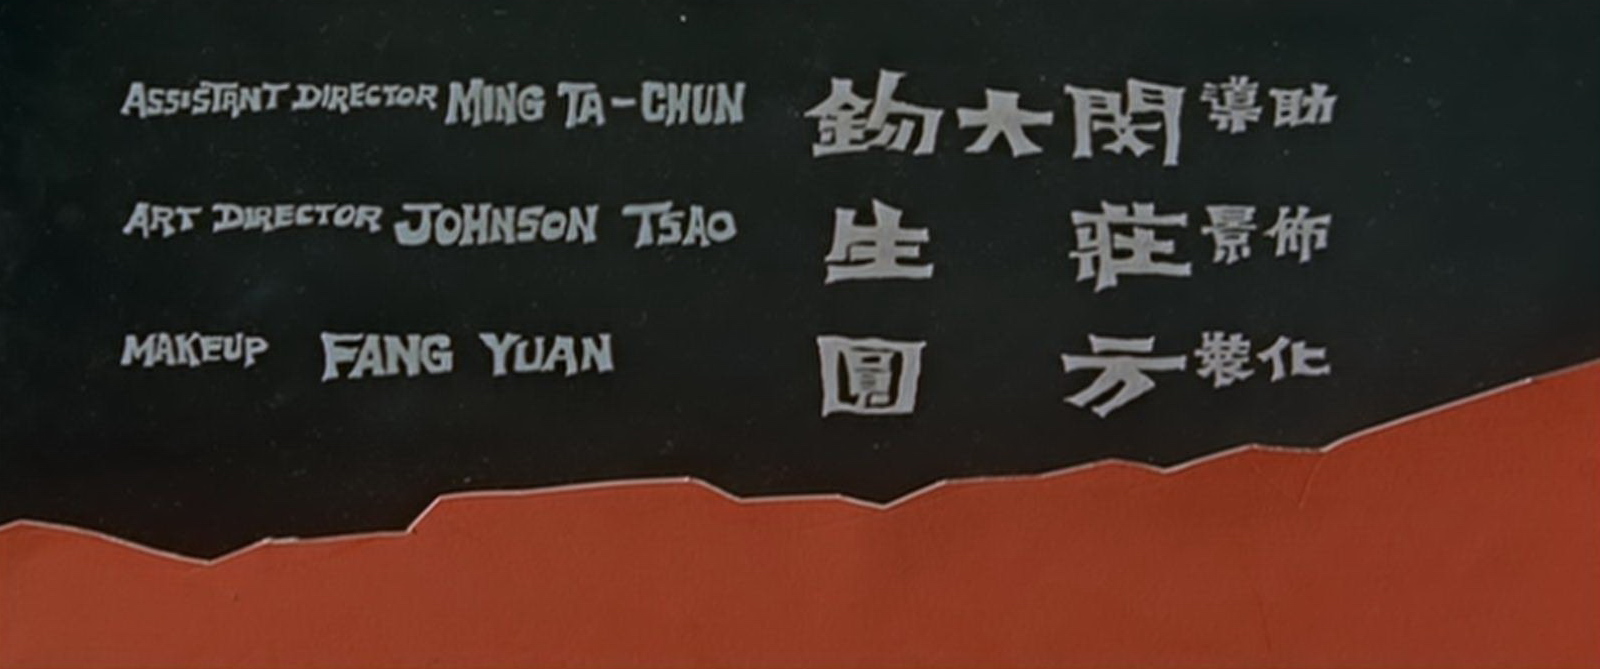 ASSISTANT DIRECTOR MING TA-CHUN
助導 閔大鈞
ART DIRECTOR JOHNSON TSAO
佈景 莊生
MAKEUP FANG YUAN
化裝 方圓